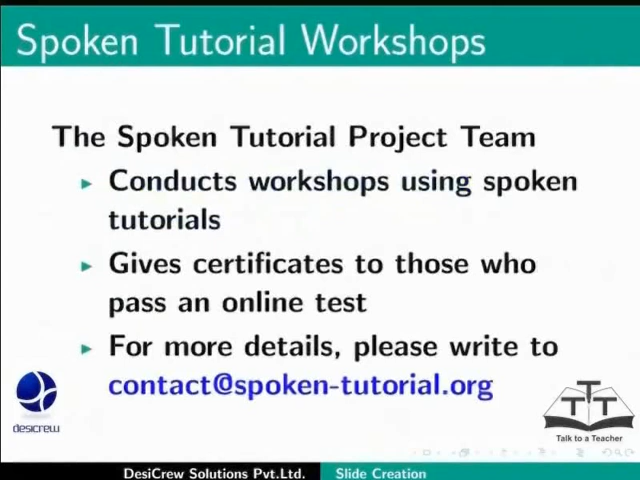 Spoken Tutorial Workshops
The Spoken Tutorial Project Team
Conducts workshops using spoken
tutorials
Gives certificates to those who
pass an online test
For more details, please write to
contact@spoken-tutorial.org
desicrew
TTT
Talk to a Teacher
DesiCrew Solutions Pvt.Ltd.
Slide Creation